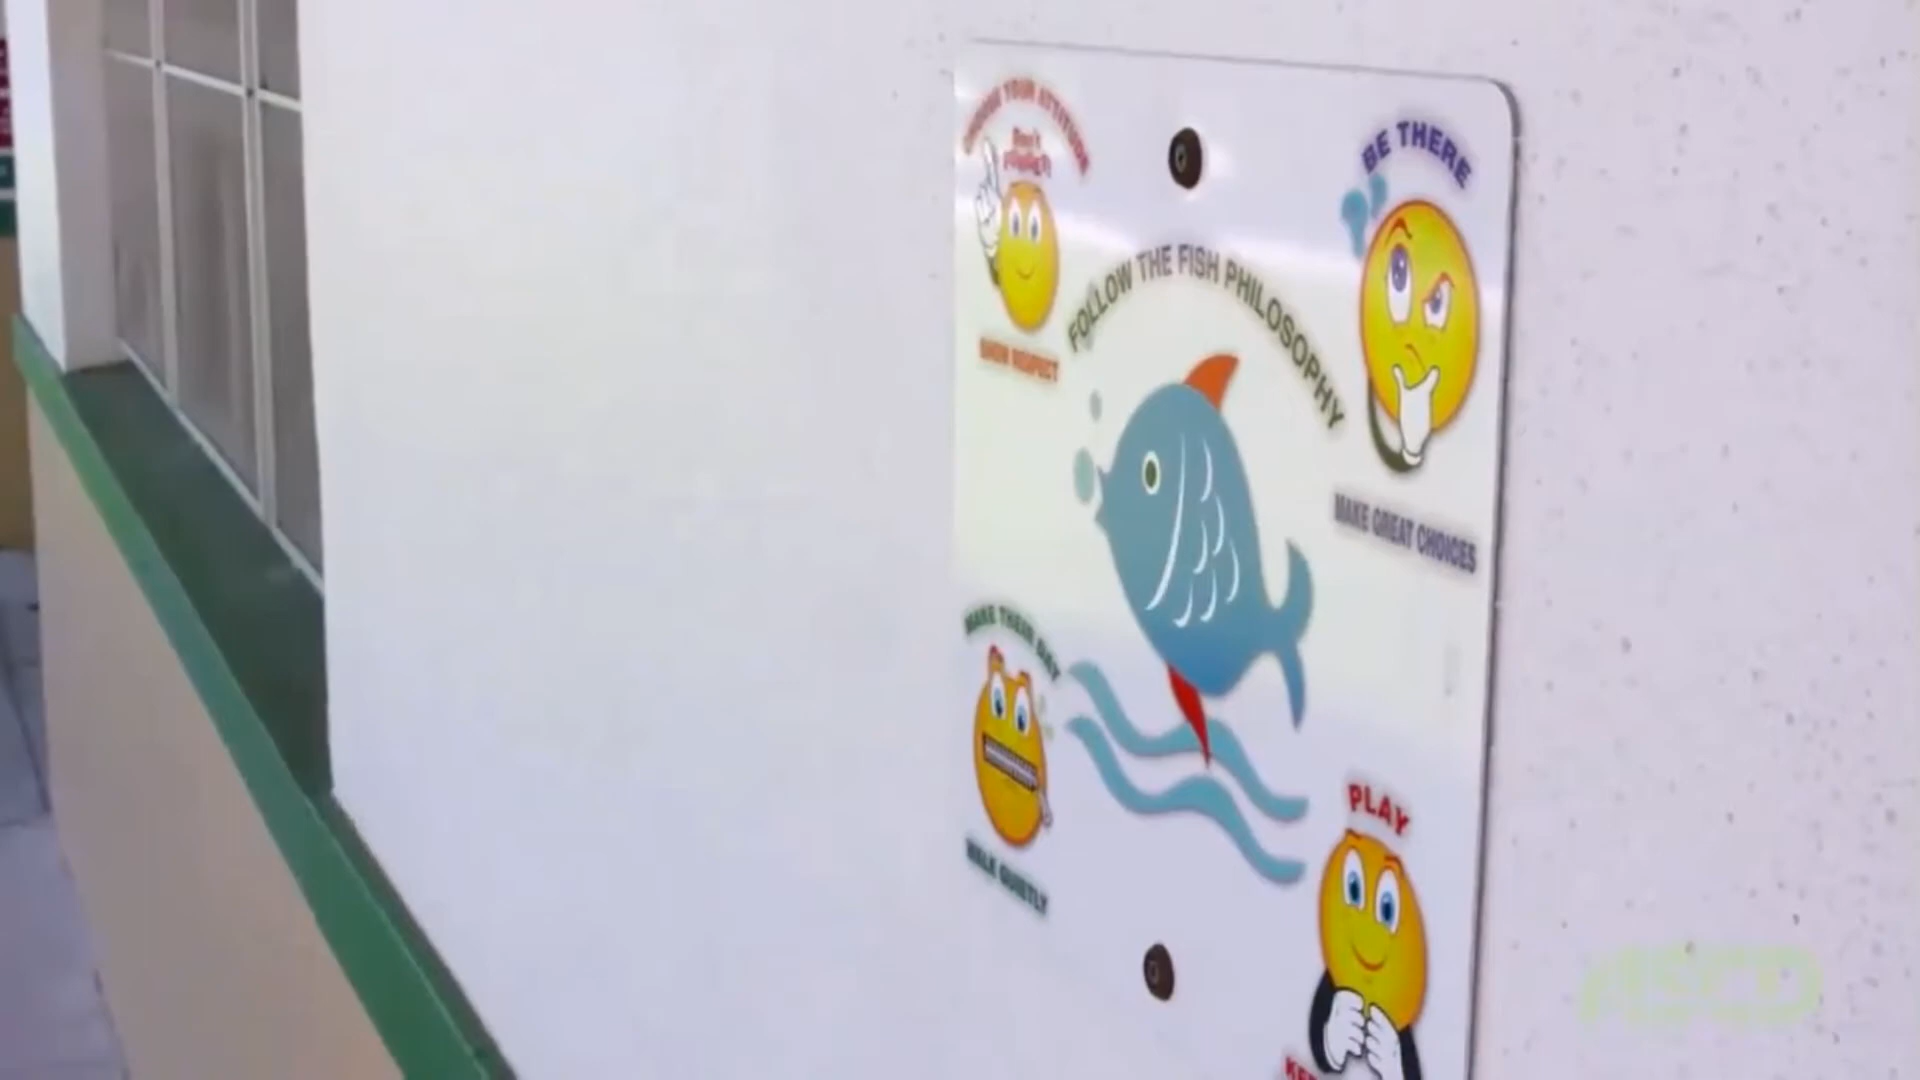 YOUR ATTITUDE
BE THERE
FOLLOW THE FISH PHILOSOPHY
SHOW RESPECT
MAKE GREAT CHOICES
MAKE THEIR DAY
WALK QUIETLY
PLAY
ASCD